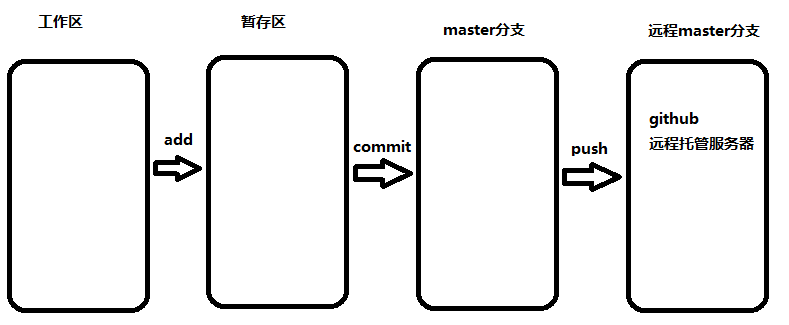 工作区
暂存区
master分支
远程master分支
add
commit
push
github
远程托管服务器